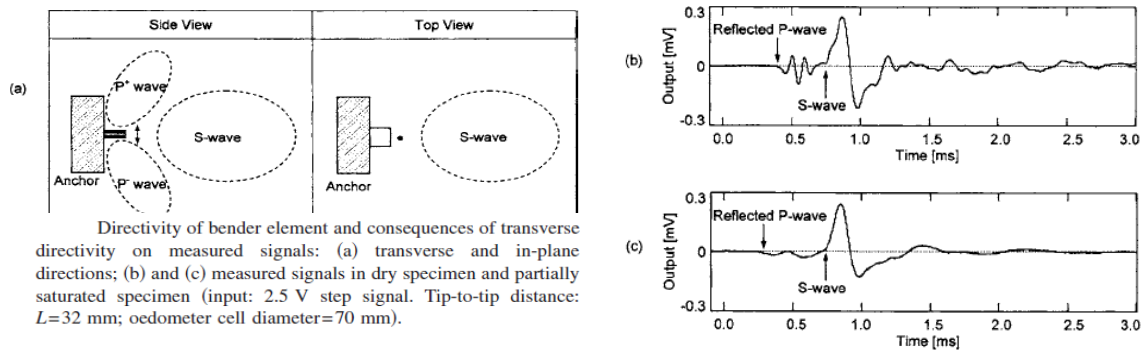 Side View
Top View
(a)
P⁺ wave
S-wave
P⁻ wave
Anchor
S-wave
Anchor
Directivity of bender element and consequences of transverse
directivity on measured signals: (a) transverse and in-plane
directions; (b) and (c) measured signals in dry specimen and partially
saturated specimen (input: 2.5 V step signal. Tip-to-tip distance:
L=32 mm; oedometer cell diameter=70 mm).
(b)
Output [mV]
0.3
0
-0.3
Reflected P-wave
S-wave
0.0 0.5 1.0 1.5 2.0 2.5 3.0
Time [ms]
(c)
Output [mV]
0.3
0
-0.3
Reflected P-wave
S-wave
0.0 0.5 1.0 1.5 2.0 2.5 3.0
Time [ms]